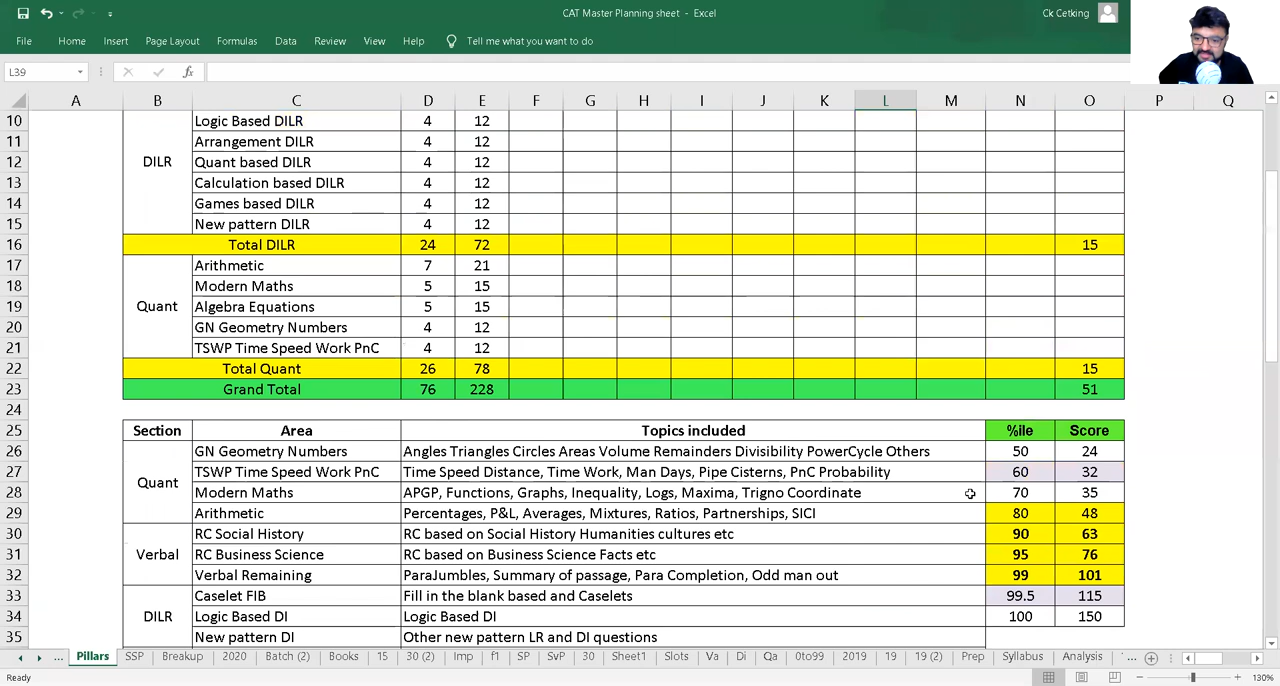 CAT Master Planning sheet - Excel
Ck Cetking
File Home Insert Page Layout Formulas Data Review View Help Tell me what you want to do
L39 fx
A B C D E F G H I J K L M N O P Q
10 Logic Based DILR 4 12
11 Arrangement DILR 4 12
12 DILR Quant based DILR 4 12
13 Calculation based DILR 4 12
14 Games based DILR 4 12
15 New pattern DILR 4 12
16 Total DILR 24 72 15
17 Arithmetic 7 21
18 Modern Maths 5 15
19 Quant Algebra Equations 5 15
20 GN Geometry Numbers 4 12
21 TSWP Time Speed Work PnC 4 12
22 Total Quant 26 78 15
23 Grand Total 76 228 51
24
25 Section Area Topics included %ile Score
26 GN Geometry Numbers Angles Triangles Circles Areas Volume Remainders Divisibility PowerCycle Others 50 24
27 TSWP Time Speed Work PnC Time Speed Distance, Time Work, Man Days, Pipe Cisterns, PnC Probability 60 32
Quant
28 Modern Maths APGP, Functions, Graphs, Inequality, Logs, Maxima, Trigno Coordinate 70 35
29 Arithmetic Percentages, P&L, Averages, Mixtures, Ratios, Partnerships, SICI 80 48
30 RC Social History RC based on Social History Humanities cultures etc 90 63
31 Verbal RC Business Science RC based on Business Science Facts etc 95 76
32 Verbal Remaining ParaJumbles, Summary of passage, Para Completion, Odd man out 99 101
33 Caselet FIB Fill in the blank based and Caselets 99.5 115
34 DILR Logic Based DI Logic Based DI 100 150
35 New pattern DI Other new pattern LR and DI questions
... Pillars SSP Breakup 2020 Batch (2) Books 15 30 (2) Imp f1 SP SvP 30 Sheet1 Slots Va Di Qa 0to99 2019 19 19 (2) Prep Syllabus Analysis ...
Ready 130%